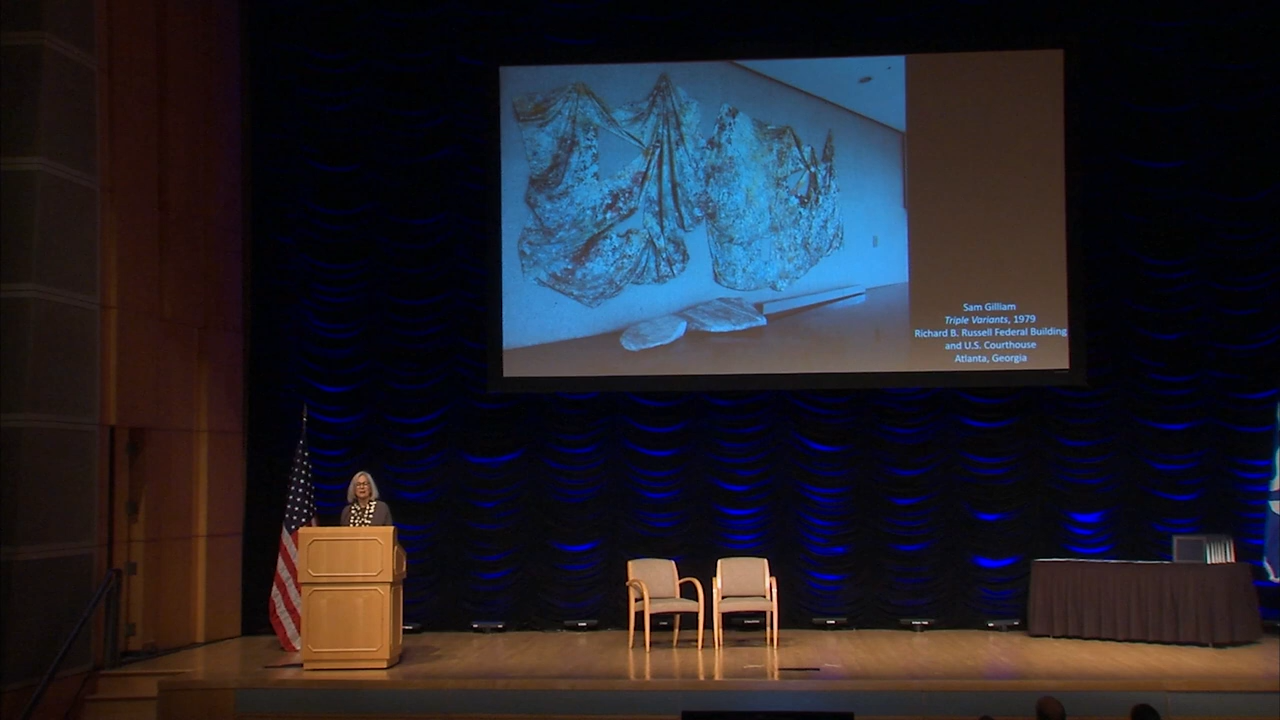 Sam Gilliam
Triple Variants, 1979
Richard B. Russell Federal Building
and U.S. Courthouse
Atlanta, Georgia